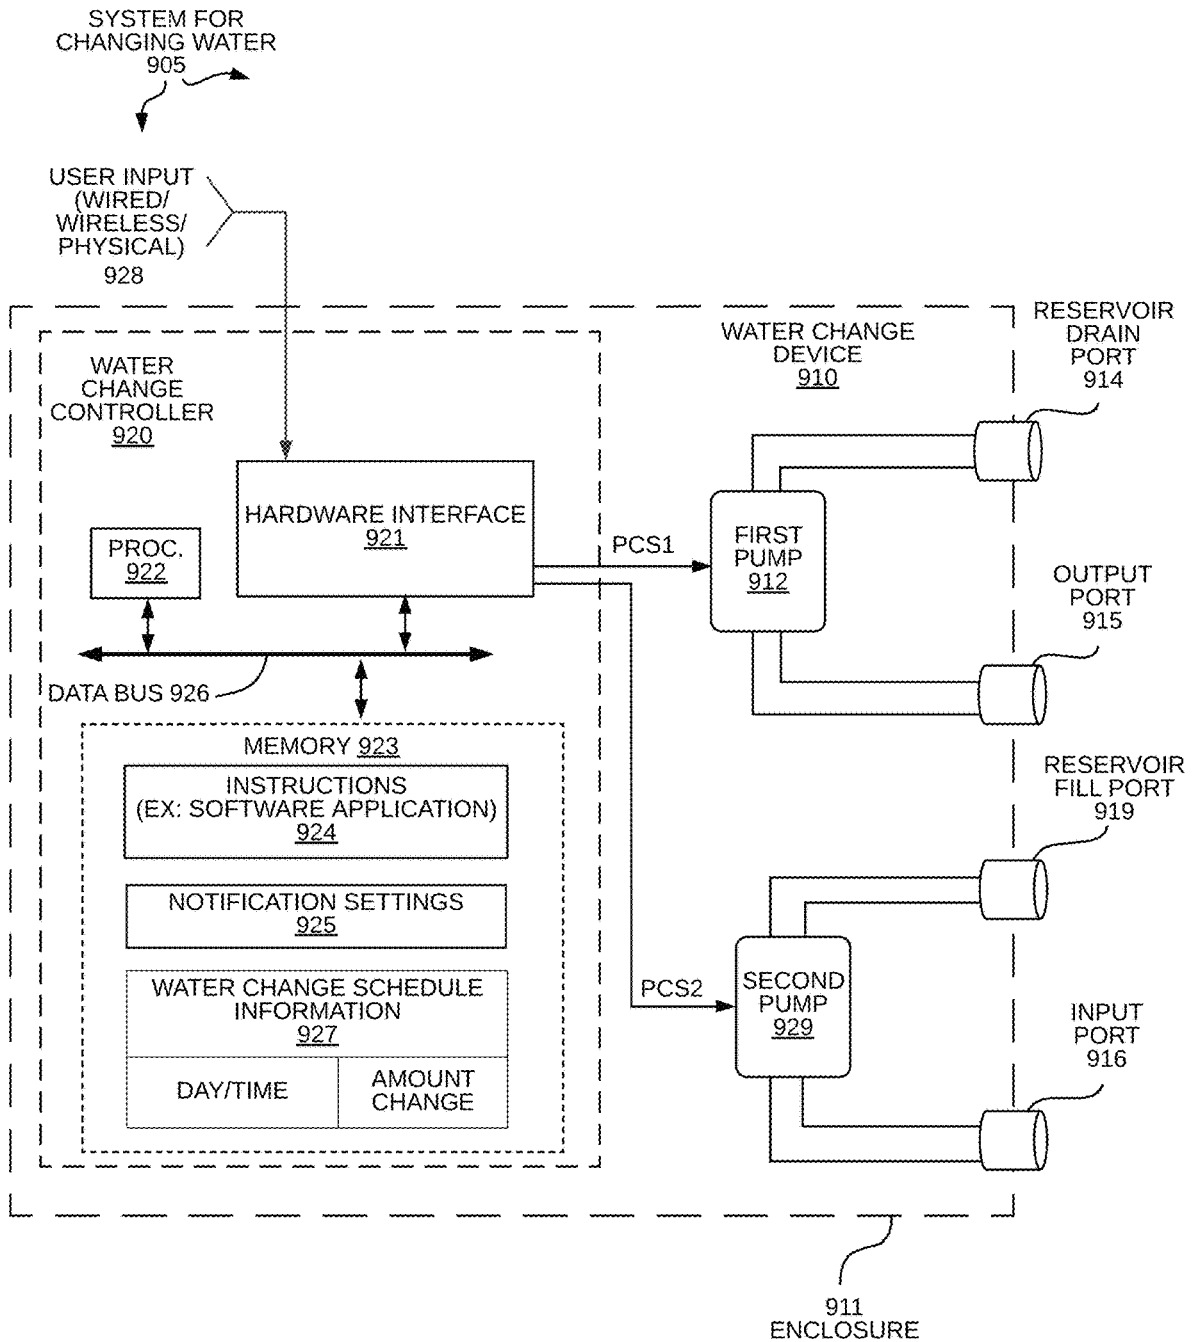 SYSTEM FOR
CHANGING WATER
905
USER INPUT
(WIRED/
WIRELESS/
PHYSICAL)
928
WATER CHANGE
DEVICE
910
RESERVOIR
DRAIN
PORT
914
WATER
CHANGE
CONTROLLER
920
HARDWARE INTERFACE
921
PROC.
922
PCS1
FIRST
PUMP
912
OUTPUT
PORT
915
DATA BUS 926
MEMORY 923
INSTRUCTIONS
(EX: SOFTWARE APPLICATION)
924
NOTIFICATION SETTINGS
925
WATER CHANGE SCHEDULE
INFORMATION
927
DAY/TIME
AMOUNT
CHANGE
RESERVOIR
FILL PORT
919
PCS2
SECOND
PUMP
929
INPUT
PORT
916
911
ENCLOSURE